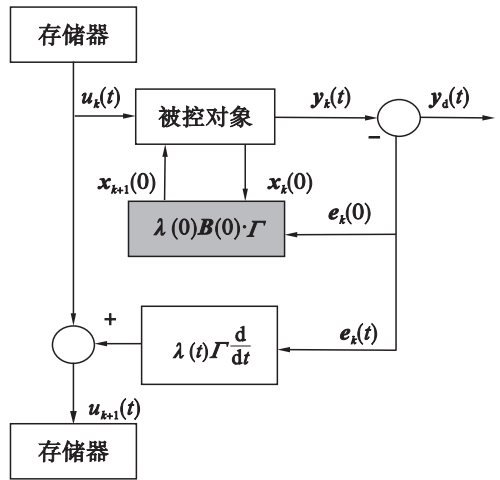 存储器
u_k(t)
被控对象
y_k(t)
y_d(t)
−
x_{k+1}(0)
x_k(0)
λ(0)B(0)·Γ
e_k(0)
+
λ(t)Γ d/dt
e_k(t)
u_{k+1}(t)
存储器